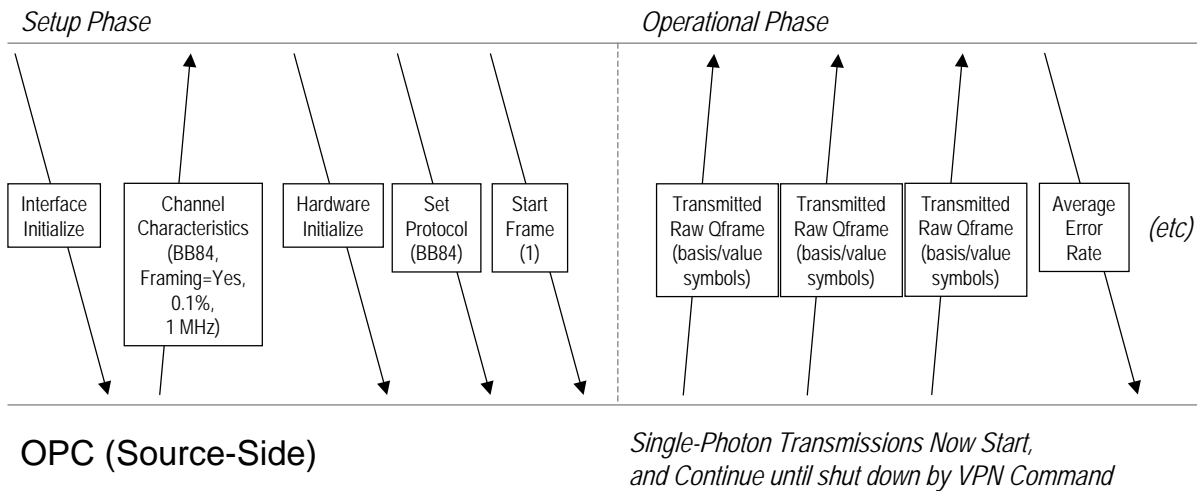 Setup Phase
Operational Phase
Interface
Initialize
Channel
Characteristics
(BB84,
Framing=Yes,
0.1%,
1 MHz)
Hardware
Initialize
Set
Protocol
(BB84)
Start
Frame
(1)
Transmitted
Raw Qframe
(basis/value
symbols)
Transmitted
Raw Qframe
(basis/value
symbols)
Transmitted
Raw Qframe
(basis/value
symbols)
Average
Error
Rate
(etc)
OPC (Source-Side)
Single-Photon Transmissions Now Start,
and Continue until shut down by VPN Command